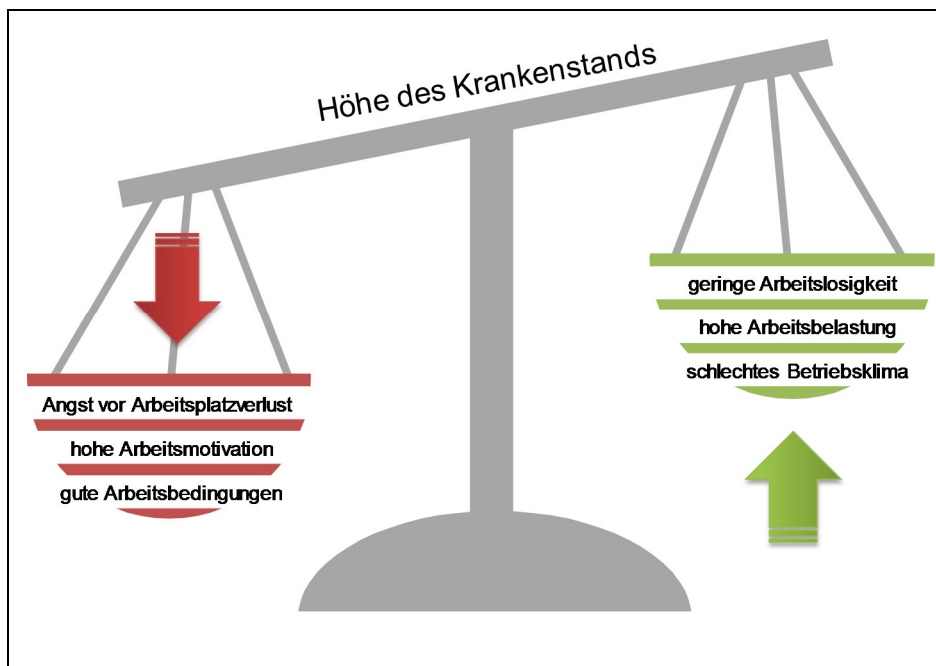 Höhe des Krankenstands
Angst vor Arbeitsplatzverlust
hohe Arbeitsmotivation
gute Arbeitsbedingungen
geringe Arbeitslosigkeit
hohe Arbeitsbelastung
schlechtes Betriebsklima